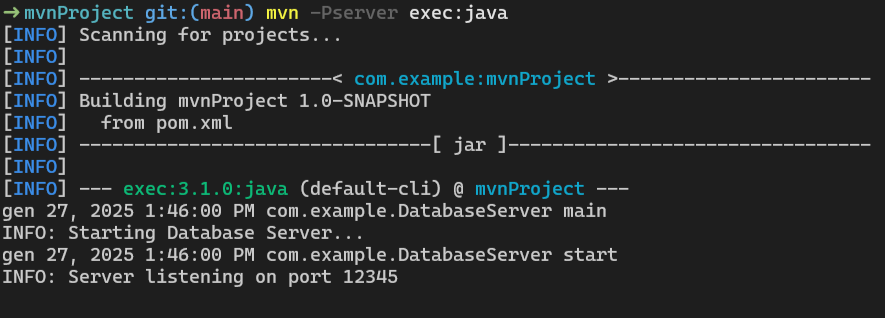 → mvnProject git:(main) mvn -Pserver exec:java
[INFO] Scanning for projects...
[INFO]
[INFO] -----------------------< com.example:mvnProject >-----------------------
[INFO] Building mvnProject 1.0-SNAPSHOT
[INFO]   from pom.xml
[INFO] --------------------------------[ jar ]---------------------------------
[INFO]
[INFO] --- exec:3.1.0:java (default-cli) @ mvnProject ---
gen 27, 2025 1:46:00 PM com.example.DatabaseServer main
INFO: Starting Database Server...
gen 27, 2025 1:46:00 PM com.example.DatabaseServer start
INFO: Server listening on port 12345